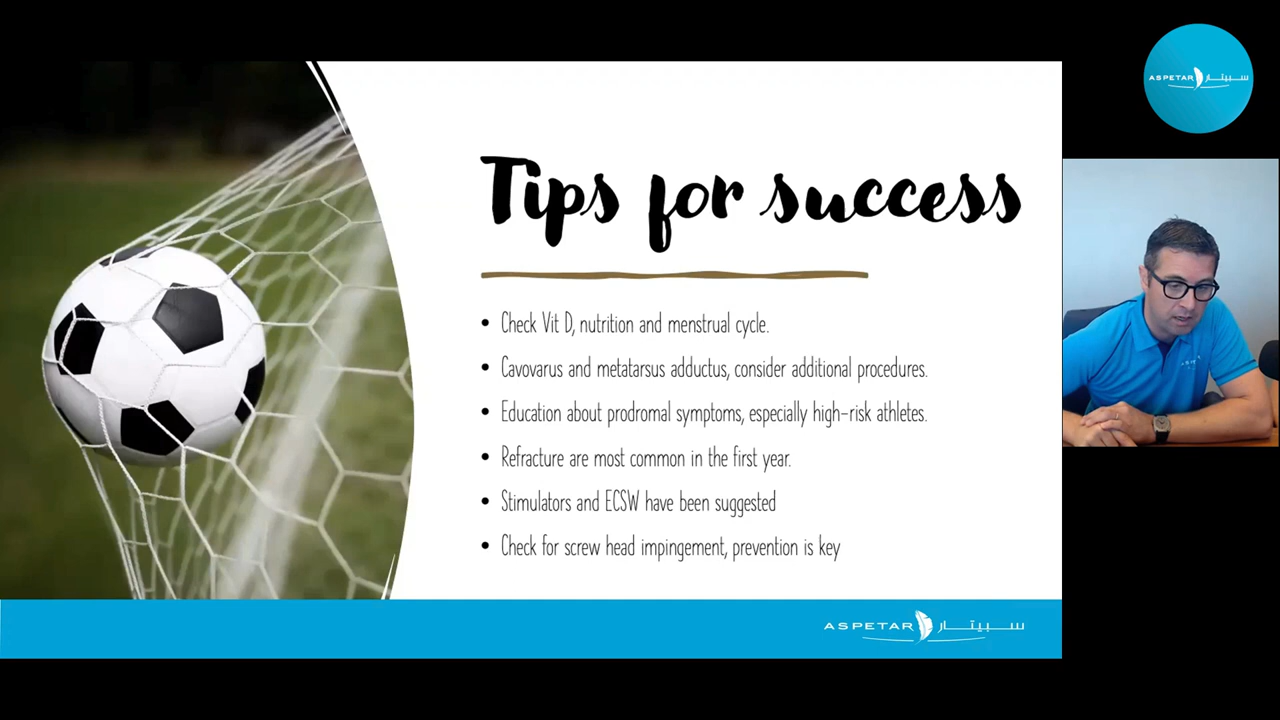 ASPETAR سبيتار
Tips for success
• Check Vit D, nutrition and menstrual cycle.
• Cavovarus and metatarsus adductus, consider additional procedures.
• Education about prodromal symptoms, especially high-risk athletes.
• Refracture are most common in the first year.
• Stimulators and ECSW have been suggested
• Check for screw head impingement, prevention is key
ASPETAR سبيتار